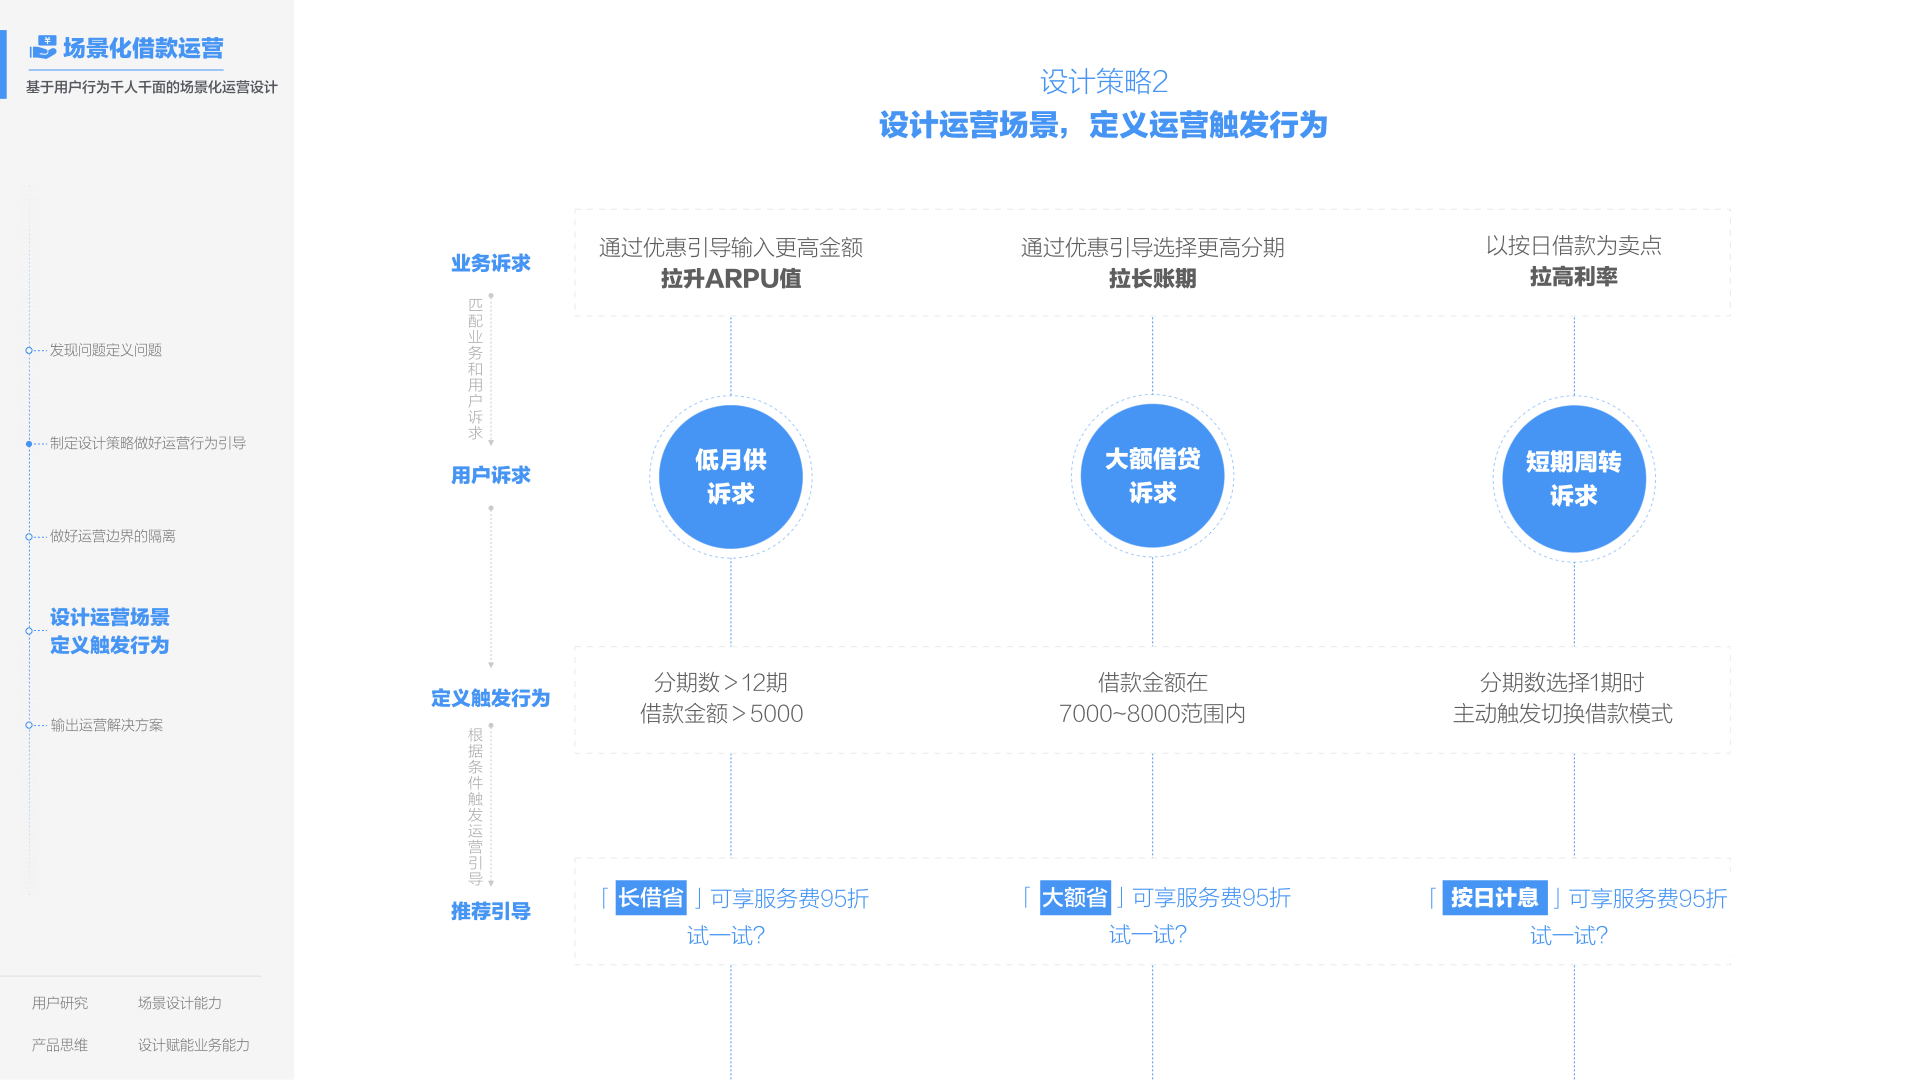 场景化借款运营
基于用户行为千人千面的场景化运营设计
发现问题定义问题
制定设计策略做好运营行为引导
做好运营边界的隔离
设计运营场景
定义触发行为
输出运营解决方案
用户研究
场景设计能力
产品思维
设计赋能业务能力
设计策略2
设计运营场景，定义运营触发行为
业务诉求
通过优惠引导输入更高金额
拉升ARPU值
通过优惠引导选择更高分期
拉长账期
以按日借款为卖点
拉高利率
匹配业务和用户诉求
用户诉求
低月供
诉求
大额借贷
诉求
短期周转
诉求
定义触发行为
分期数＞12期
借款金额＞5000
借款金额在
7000~8000范围内
分期数选择1期时
主动触发切换借款模式
根据条件触发运营引导
推荐引导
「长借省」可享服务费95折
试一试?
「大额省」可享服务费95折
试一试?
「按日计息」可享服务费95折
试一试?